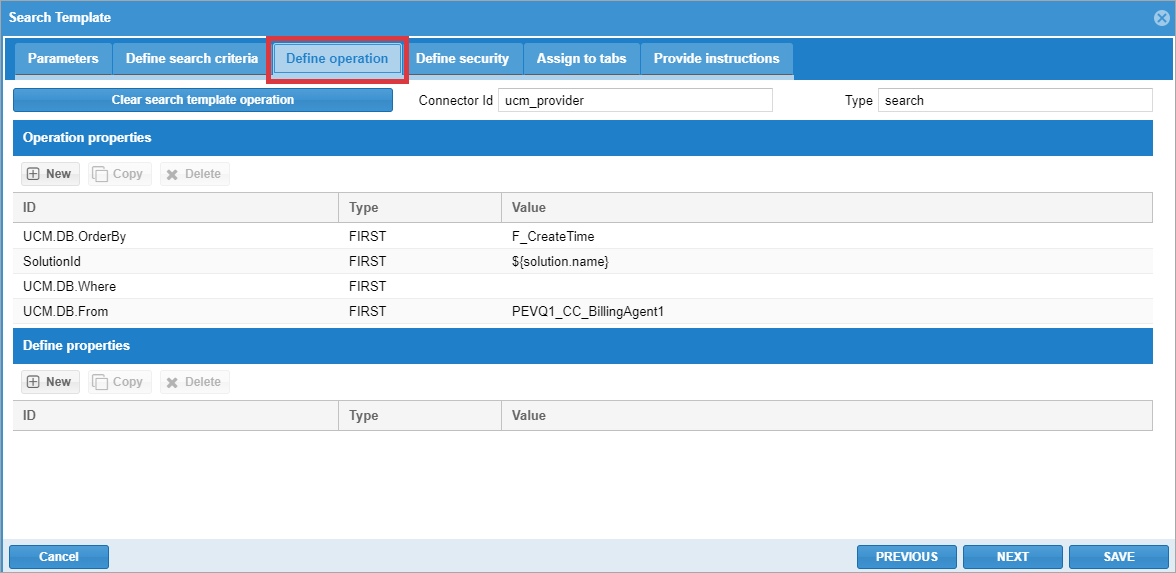 Search Template
Parameters Define search criteria Define operation Define security Assign to tabs Provide instructions
Clear search template operation Connector Id ucm_provider Type search
Operation properties
New Copy Delete
ID Type Value
UCM.DB.OrderBy FIRST F_CreateTime
SolutionId FIRST ${solution.name}
UCM.DB.Where FIRST
UCM.DB.From FIRST PEVQ1_CC_BillingAgent1
Define properties
New Copy Delete
ID Type Value
Cancel PREVIOUS NEXT SAVE